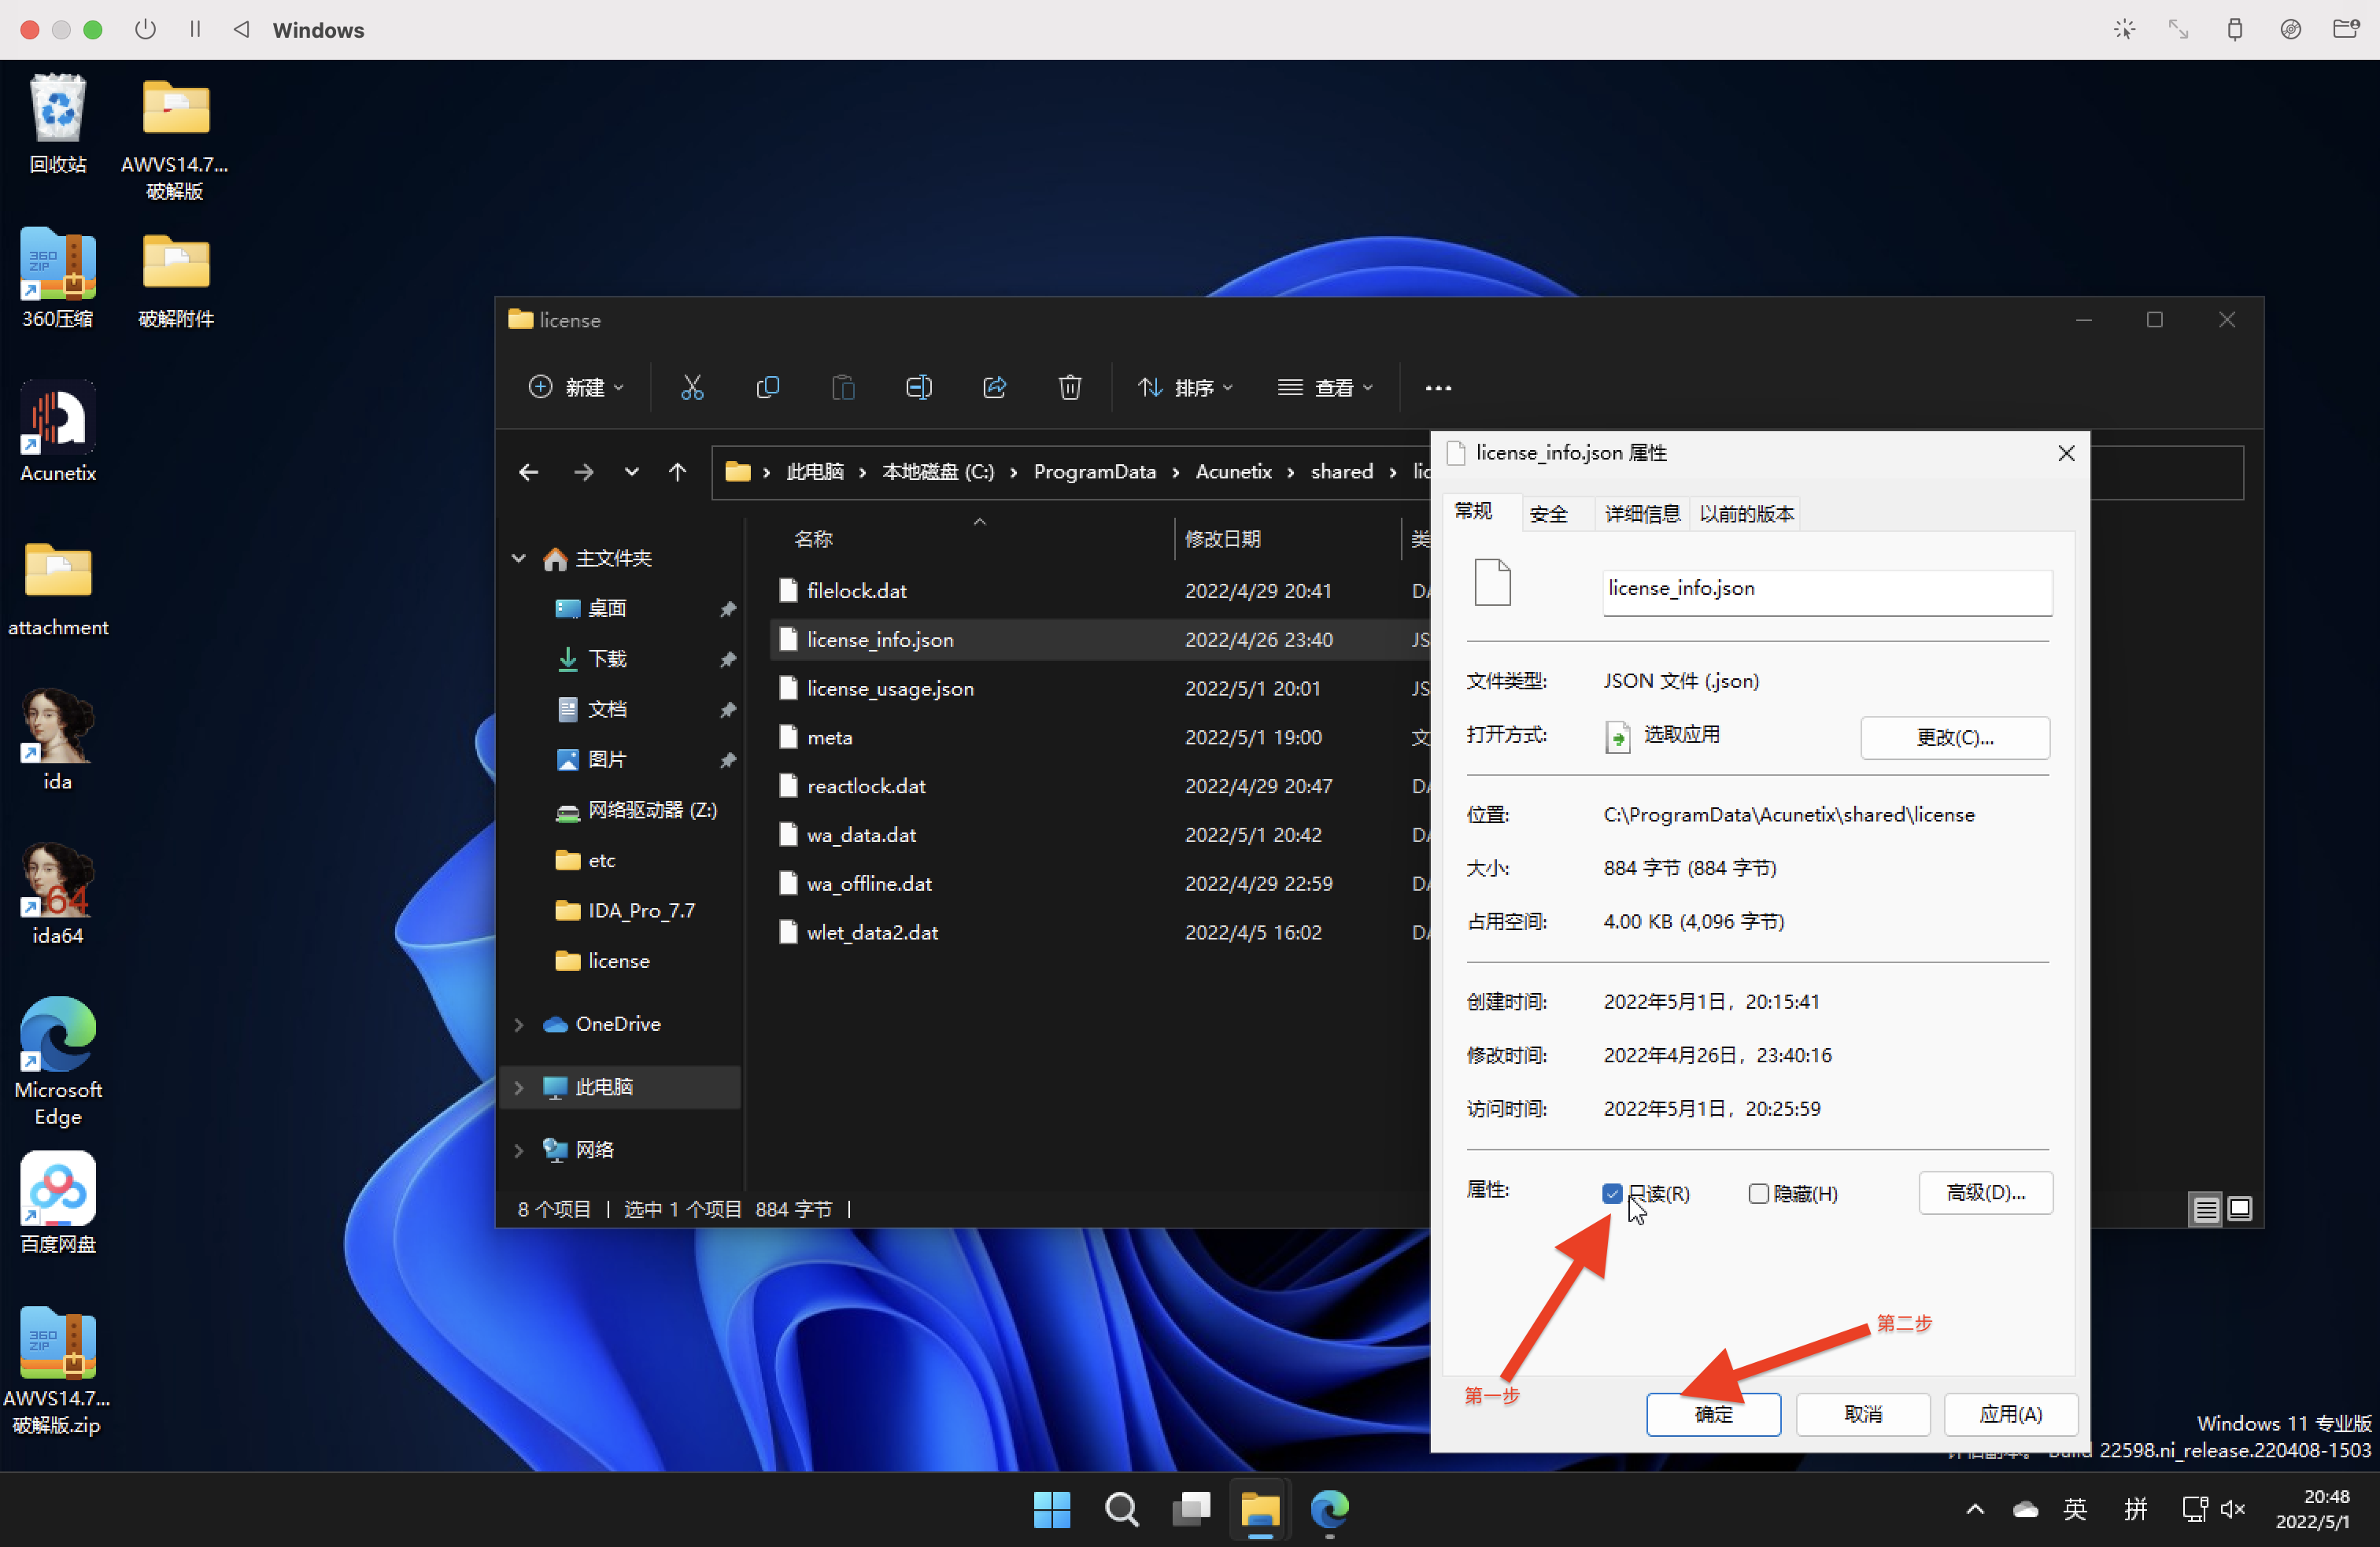 Windows
回收站
AWVS14.7...
破解版
360
ZIP
360压缩
破解附件
Acunetix
attachment
ida
64
ida64
Microsoft
Edge
百度网盘
360
ZIP
AWVS14.7...
破解版.zip
license
新建
排序
查看
此电脑
本地磁盘 (C:)
ProgramData
Acunetix
shared
lic
名称
修改日期
类
主文件夹
桌面
下载
文档
图片
网络驱动器 (Z:)
etc
IDA_Pro_7.7
license
OneDrive
此电脑
网络
filelock.dat 2022/4/29 20:41
license_info.json 2022/4/26 23:40 JS
license_usage.json 2022/5/1 20:01 JS
meta 2022/5/1 19:00 文
reactlock.dat 2022/4/29 20:47
wa_data.dat 2022/5/1 20:42
wa_offline.dat 2022/4/29 22:59
wlet_data2.dat 2022/4/5 16:02
8 个项目
选中 1 个项目 884 字节
license_info.json 属性
常规
安全
详细信息
以前的版本
license_info.json
文件类型: JSON 文件 (.json)
打开方式: 选取应用 更改(C)...
位置: C:\ProgramData\Acunetix\shared\license
大小: 884 字节 (884 字节)
占用空间: 4.00 KB (4,096 字节)
创建时间: 2022年5月1日，20:15:41
修改时间: 2022年4月26日，23:40:16
访问时间: 2022年5月1日，20:25:59
属性: 只读(R) 隐藏(H) 高级(D)...
第二步
第一步
确定 取消 应用(A)
Windows 11 专业版
22598.ni_release.220408-1503
英
拼
20:48
2022/5/1